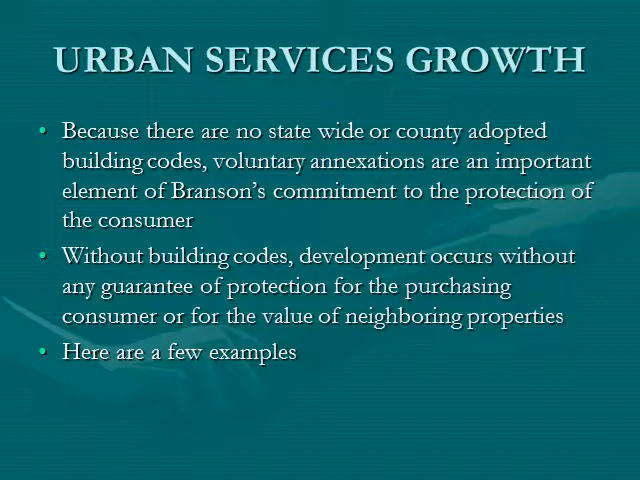 URBAN SERVICES GROWTH
• Because there are no state wide or county adopted
building codes, voluntary annexations are an important
element of Branson's commitment to the protection of
the consumer
• Without building codes, development occurs without
any guarantee of protection for the purchasing
consumer or for the value of neighboring properties
• Here are a few examples